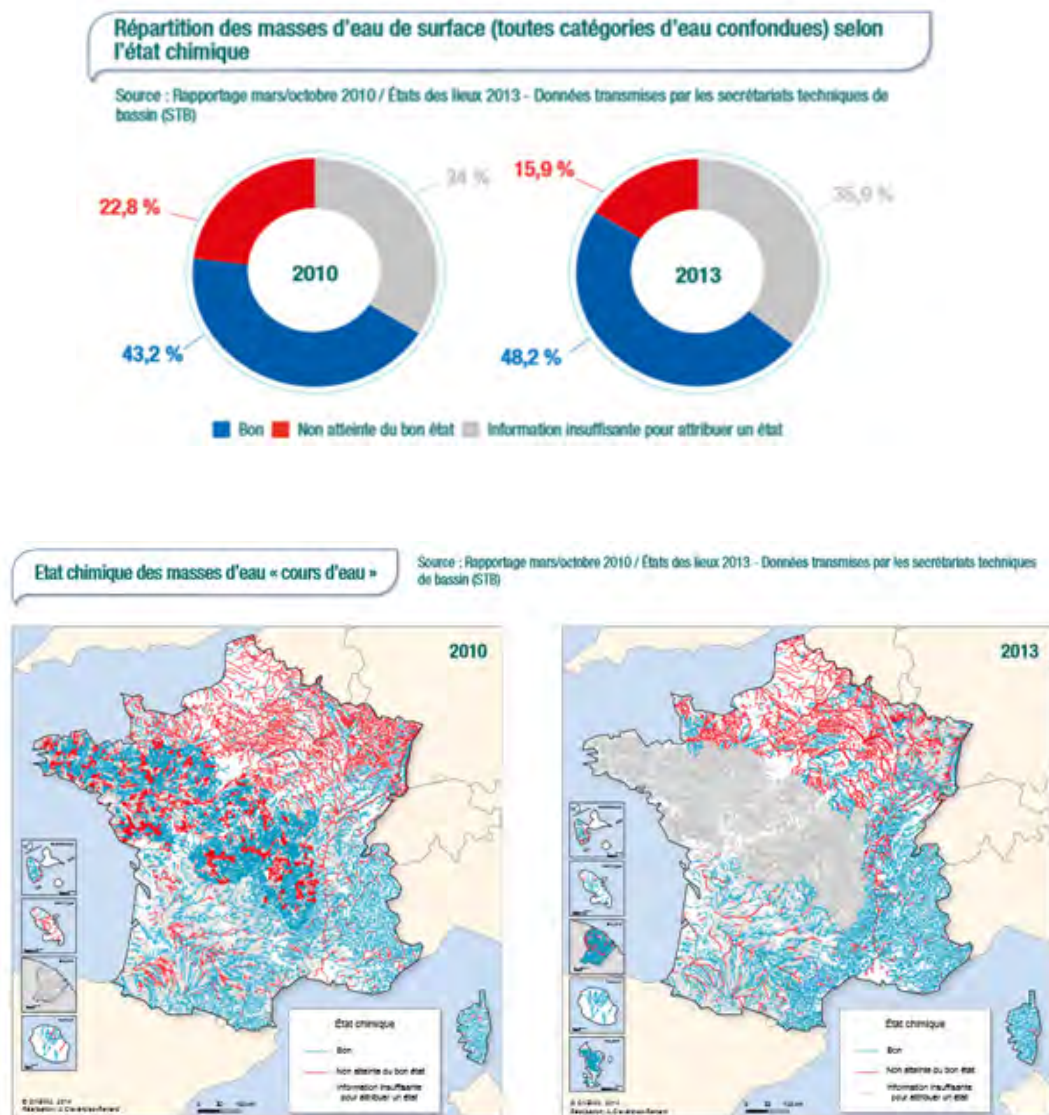 Répartition des masses d'eau de surface (toutes catégories d'eau confondues) selon
l'état chimique
Source : Rapportage mars/octobre 2010 / États des lieux 2013 - Données transmises par les secrétariats techniques de
bassin (STB)
34 %
22,8 %
2010
43,2 %
15,9 %
35,9 %
2013
48,2 %
Bon
Non atteinte du bon état
Information insuffisante pour attribuer un état
Etat chimique des masses d'eau « cours d'eau »
Source : Rapportage mars/octobre 2010 / États des lieux 2013 - Données transmises par les secrétariats techniques
de bassin (STB)
2010
État chimique
Bon
Non atteinte du bon état
Information insuffisante
pour attribuer un état
2013
État chimique
Bon
Non atteinte du bon état
Information insuffisante
pour attribuer un état